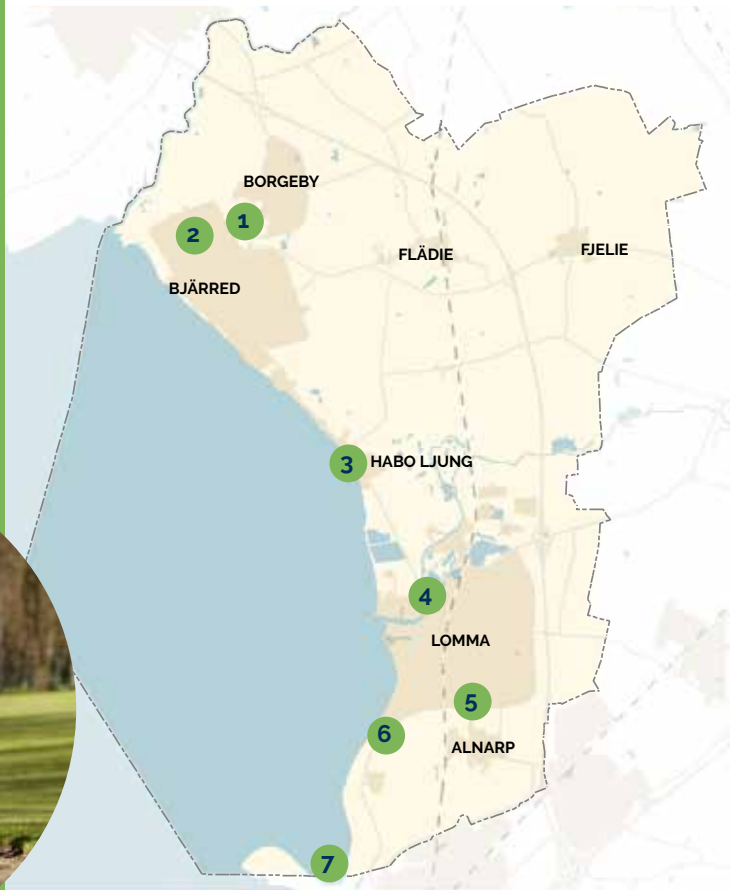 BORGEBY
1
2
FLÄDIE
FJELIE
BJÄRRED
3 HABO LJUNG
4
LOMMA
5
6
ALNARP
7